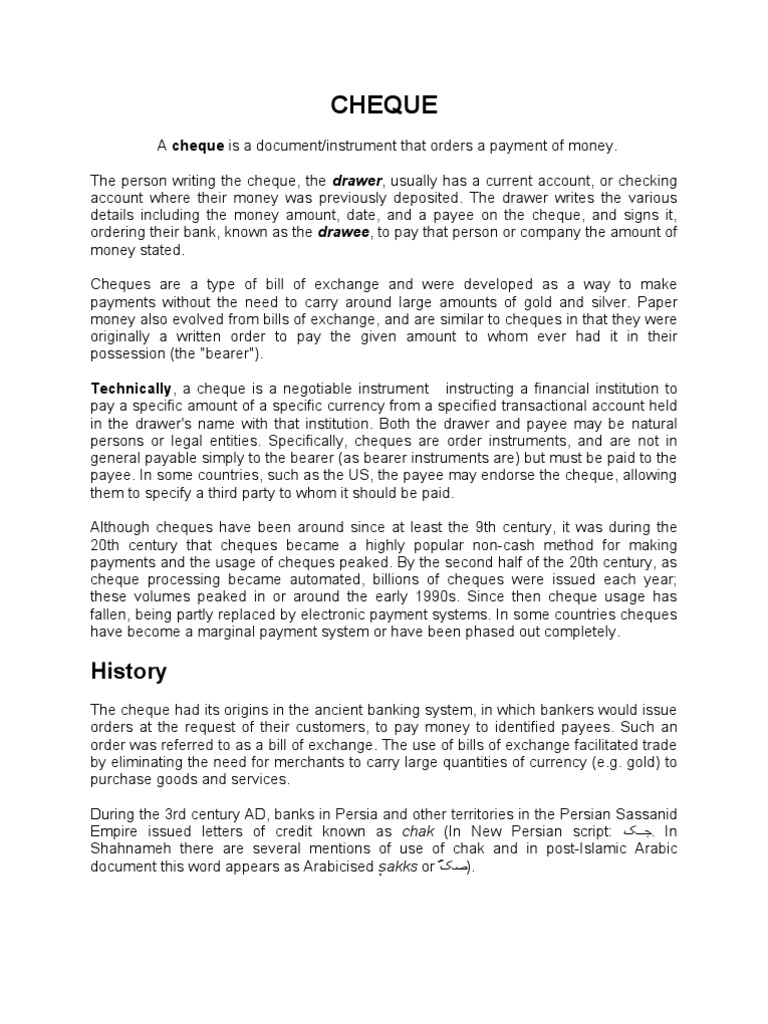 CHEQUE
A cheque is a document/instrument that orders a payment of money.
The person writing the cheque, the drawer, usually has a current account, or checking
account where their money was previously deposited. The drawer writes the various
details including the money amount, date, and a payee on the cheque, and signs it,
ordering their bank, known as the drawee, to pay that person or company the amount of
money stated.
Cheques are a type of bill of exchange and were developed as a way to make
payments without the need to carry around large amounts of gold and silver. Paper
money also evolved from bills of exchange, and are similar to cheques in that they were
originally a written order to pay the given amount to whom ever had it in their
possession (the "bearer").
Technically, a cheque is a negotiable instrument instructing a financial institution to
pay a specific amount of a specific currency from a specified transactional account held
in the drawer's name with that institution. Both the drawer and payee may be natural
persons or legal entities. Specifically, cheques are order instruments, and are not in
general payable simply to the bearer (as bearer instruments are) but must be paid to the
payee. In some countries, such as the US, the payee may endorse the cheque, allowing
them to specify a third party to whom it should be paid.
Although cheques have been around since at least the 9th century, it was during the
20th century that cheques became a highly popular non-cash method for making
payments and the usage of cheques peaked. By the second half of the 20th century, as
cheque processing became automated, billions of cheques were issued each year;
these volumes peaked in or around the early 1990s. Since then cheque usage has
fallen, being partly replaced by electronic payment systems. In some countries cheques
have become a marginal payment system or have been phased out completely.
History
The cheque had its origins in the ancient banking system, in which bankers would issue
orders at the request of their customers, to pay money to identified payees. Such an
order was referred to as a bill of exchange. The use of bills of exchange facilitated trade
by eliminating the need for merchants to carry large quantities of currency (e.g. gold) to
purchase goods and services.
During the 3rd century AD, banks in Persia and other territories in the Persian Sassanid
Empire issued letters of credit known as chak (In New Persian script: چک. In
Shahnameh there are several mentions of use of chak and in post-Islamic Arabic
document this word appears as Arabicised ṣakks or صکّ).